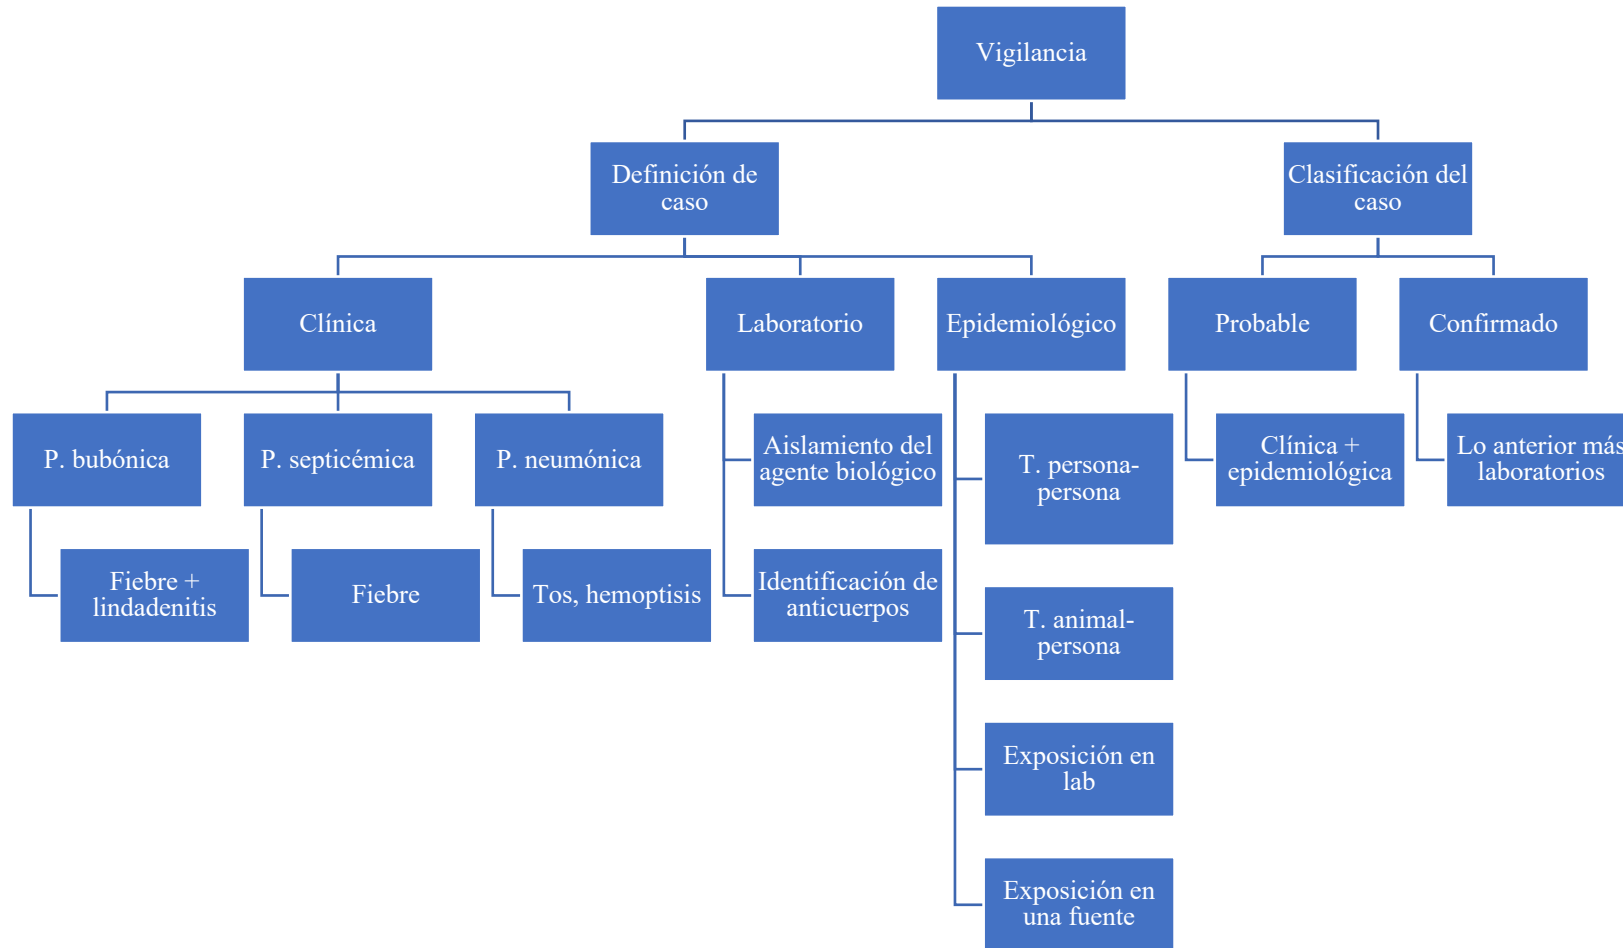 Vigilancia
Definición de
caso
Clasificación del
caso
Clínica
Laboratorio
Epidemiológico
Probable
Confirmado
P. bubónica
P. septicémica
P. neumónica
Aislamiento del
agente biológico
T. persona-
persona
Clínica +
epidemiológica
Lo anterior más
laboratorios
Fiebre +
lindadenitis
Fiebre
Tos, hemoptisis
Identificación de
anticuerpos
T. animal-
persona
Exposición en
lab
Exposición en
una fuente